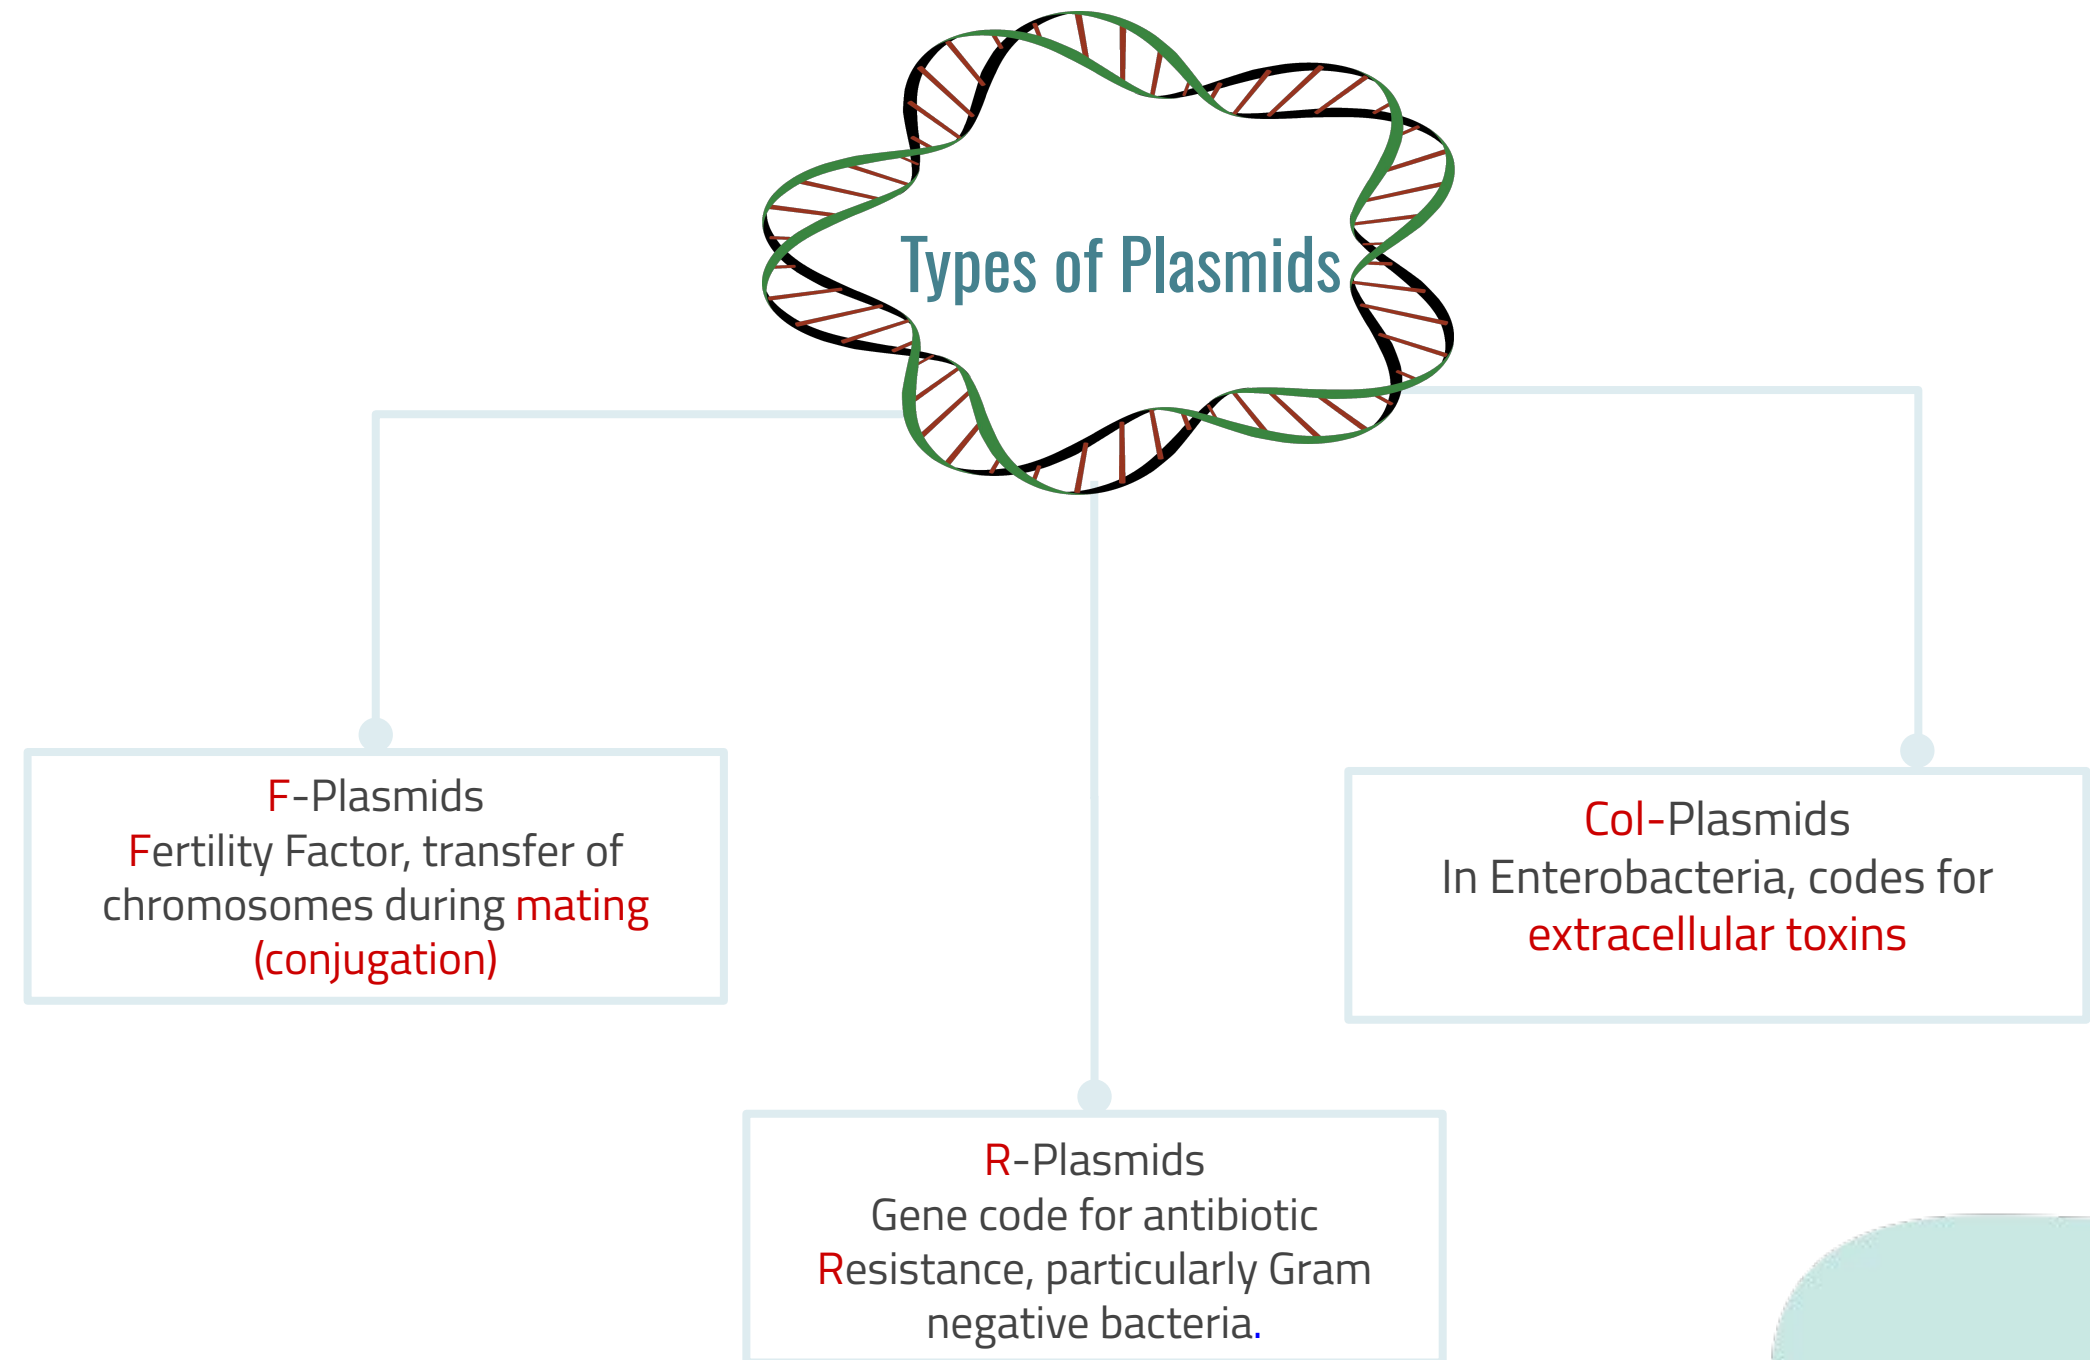 Types of Plasmids
F-Plasmids
Fertility Factor, transfer of
chromosomes during mating
(conjugation)
Col-Plasmids
In Enterobacteria, codes for
extracellular toxins
R-Plasmids
Gene code for antibiotic
Resistance, particularly Gram
negative bacteria.